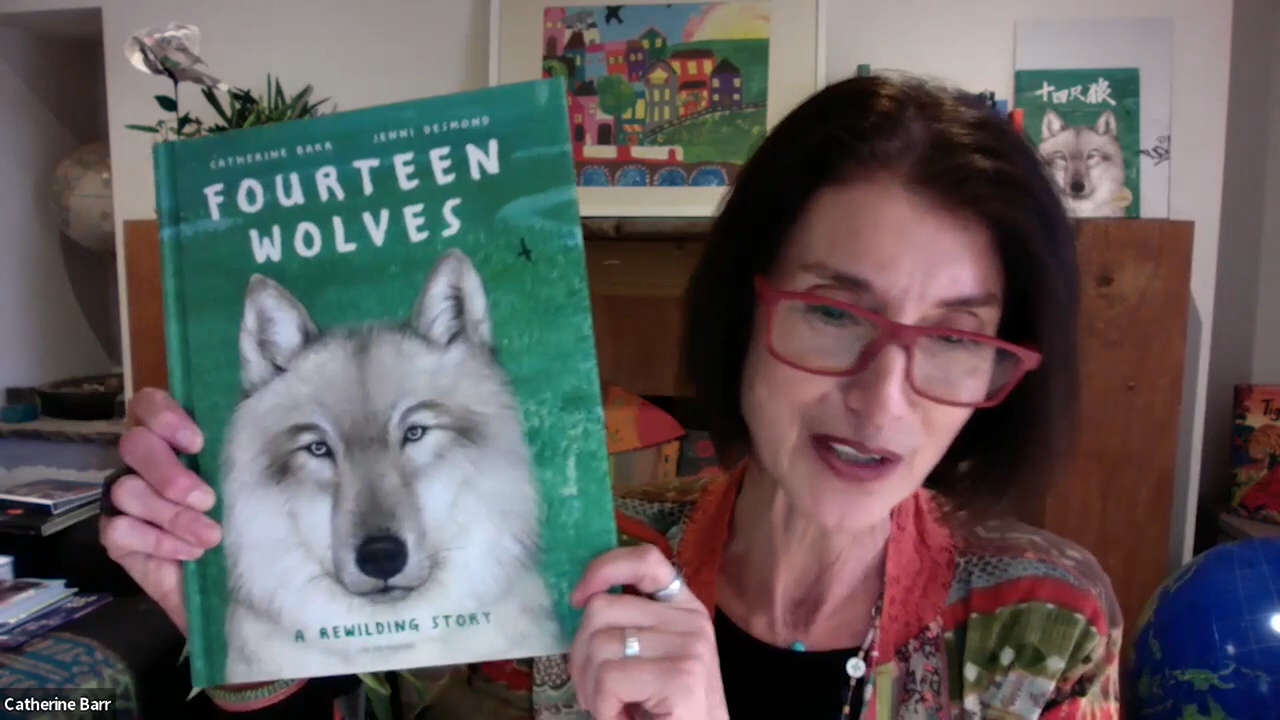 CATHERINE BARR JENNI DESMOND
FOURTEEN
WOLVES
A REWILDING STORY
十四只狼
Catherine Barr